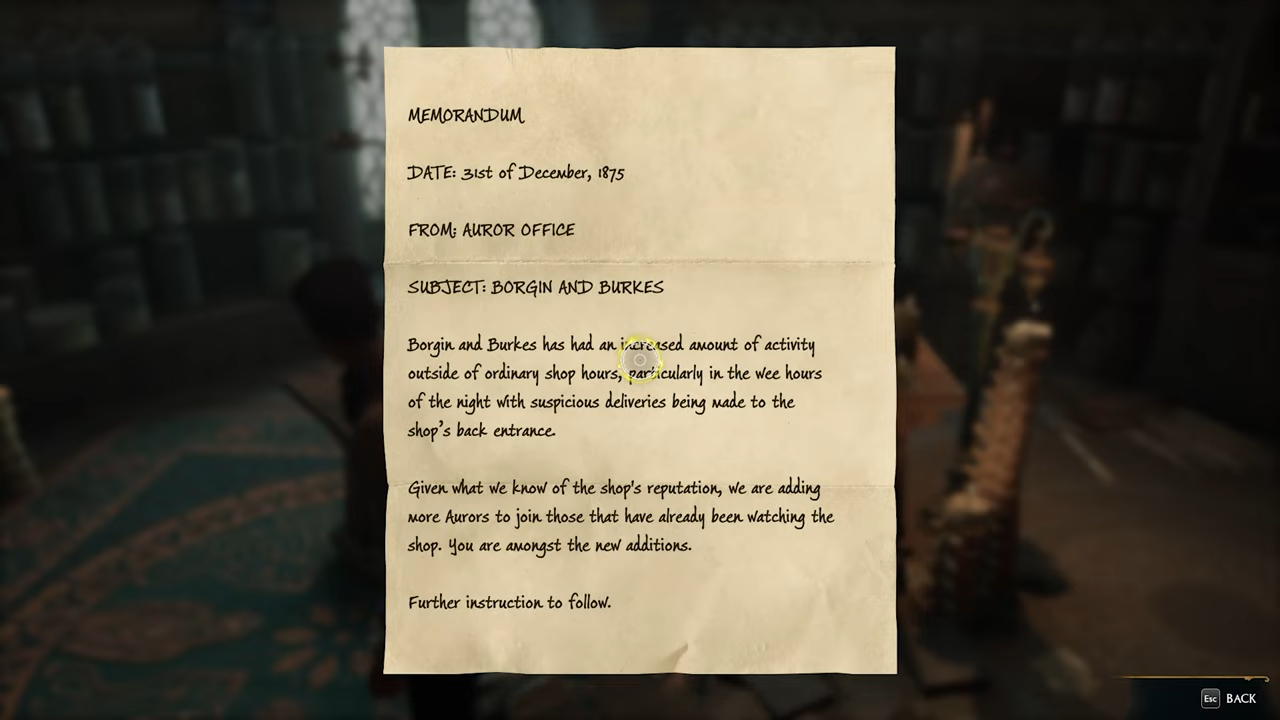 MEMORANDUM
DATE: 31st of December, 1875
FROM: AUROR OFFICE
SUBJECT: BORGIN AND BURKES
Borgin and Burkes has had an increased amount of activity
outside of ordinary shop hours, particularly in the wee hours
of the night with suspicious deliveries being made to the
shop's back entrance.
Given what we know of the shop's reputation, we are adding
more Aurors to join those that have already been watching the
shop. You are amongst the new additions.
Further instruction to follow.
Esc BACK